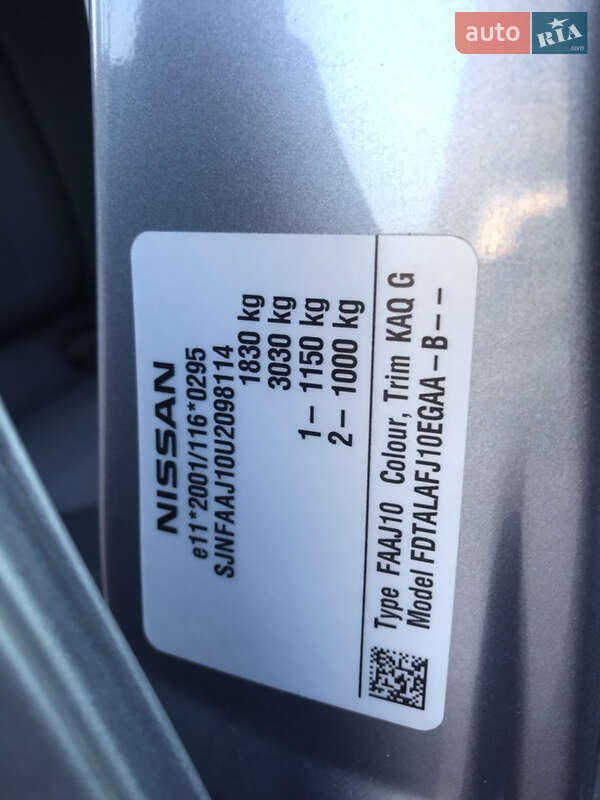 auto RIA
.com
NISSAN
e11*2001/116*0295
SJNFAAJ10U2098114
1830 kg
3030 kg
1– 1150 kg
2– 1000 kg
Type FAAJ10 Colour, Trim KAQ G
Model FDTALAFJ10EGAA–B––